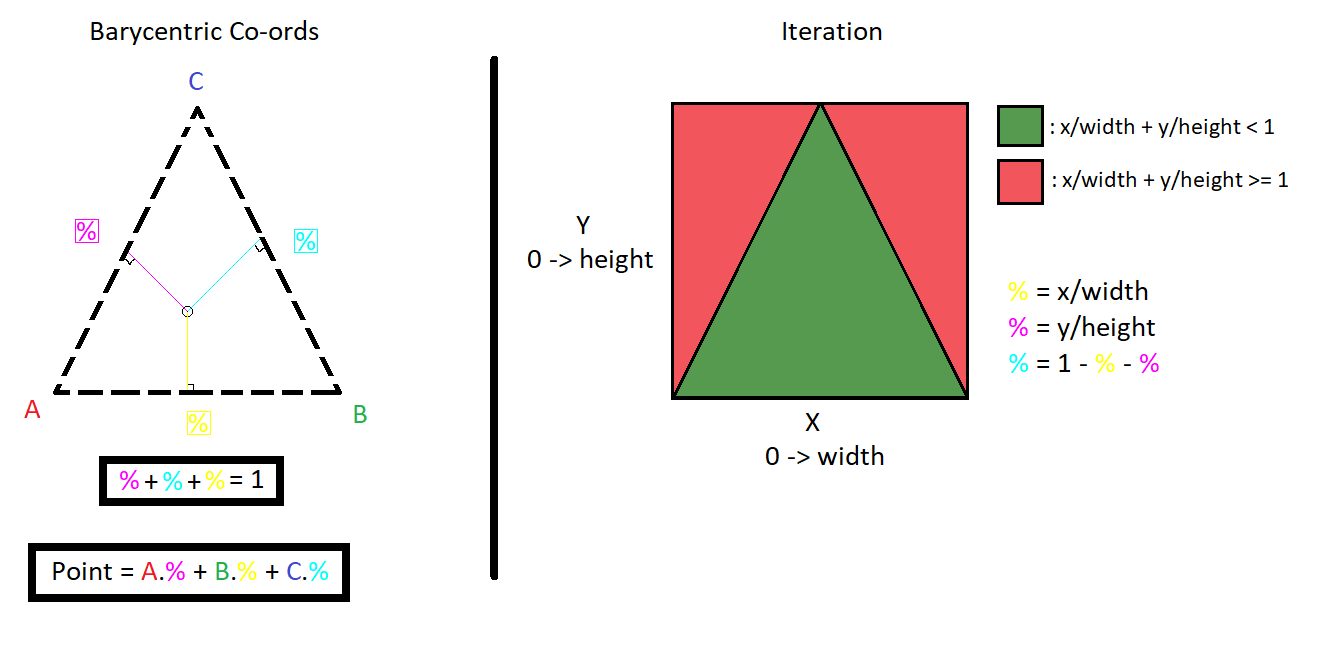 Barycentric Co-ords
C
%
%
A
B
%
% + % + % = 1
Point = A.% + B.% + C.%
Iteration
Y
0 -> height
X
0 -> width
: x/width + y/height < 1
: x/width + y/height >= 1
% = x/width
% = y/height
% = 1 - % - %